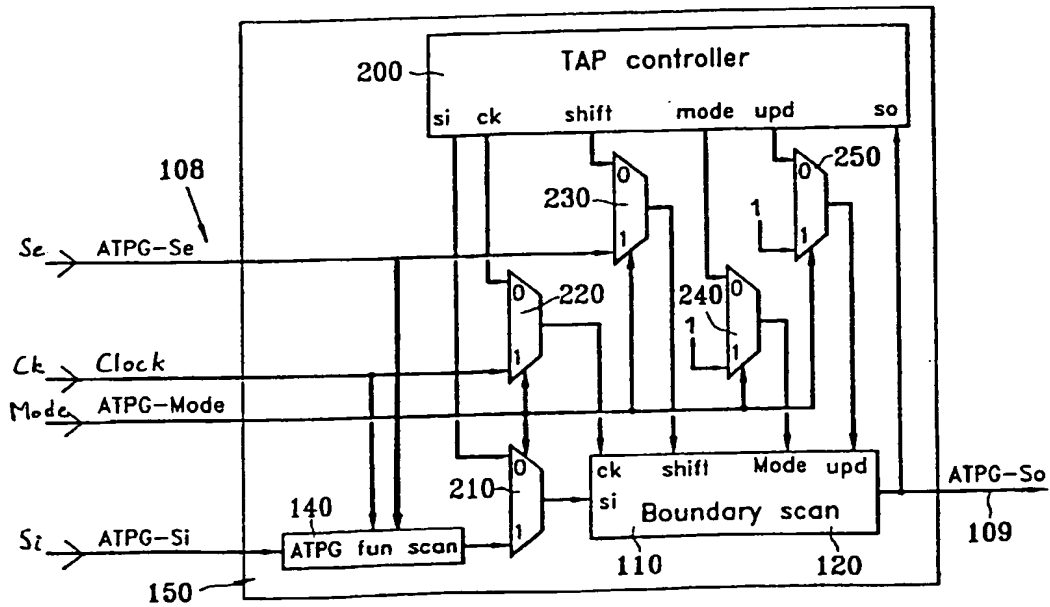 200
TAP controller
si ck shift mode upd so
108
0
230
1
0
250
1
1
Se ATPG-Se
0
220
1
0
240
1
1
Ck Clock
Mode ATPG-Mode
0
210
1
ck shift Mode upd
si
Boundary scan
ATPG-So
109
140
ATPG fun scan
Si ATPG-Si
110
120
150